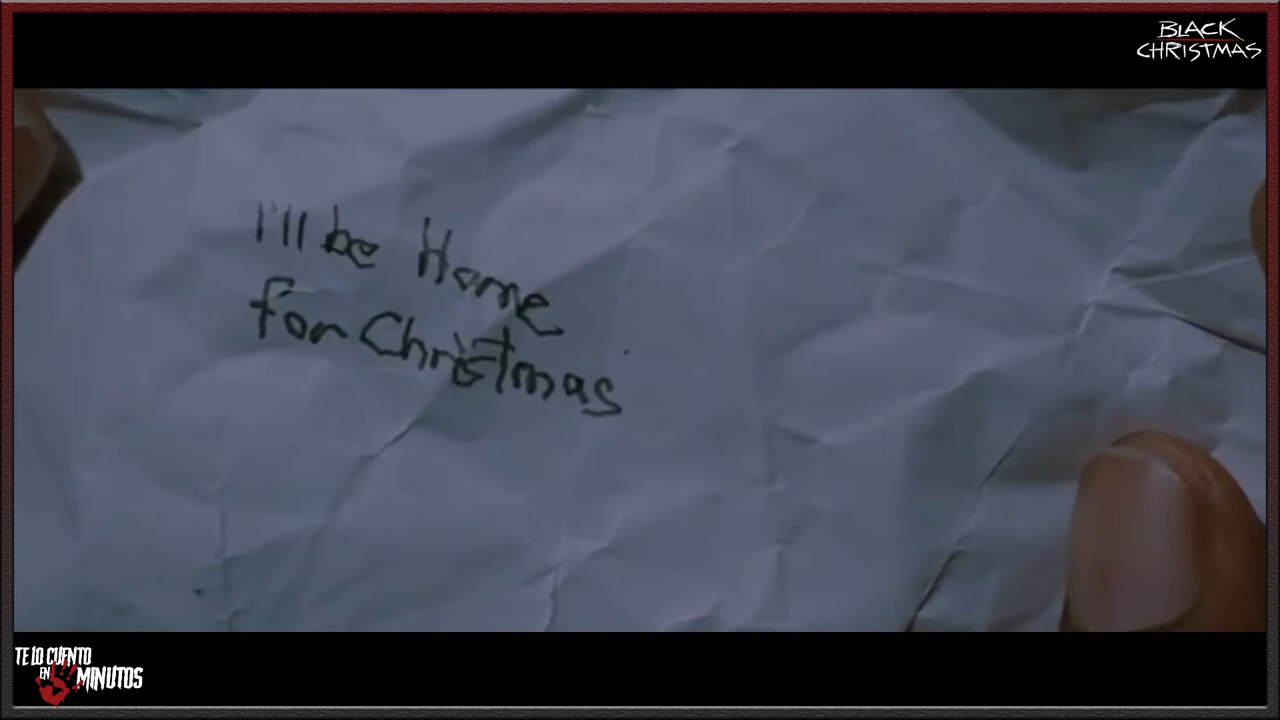 BLACK
CHRISTMAS
I'll be Home
for Christmas
TE LO CUENTO
EN MINUTOS